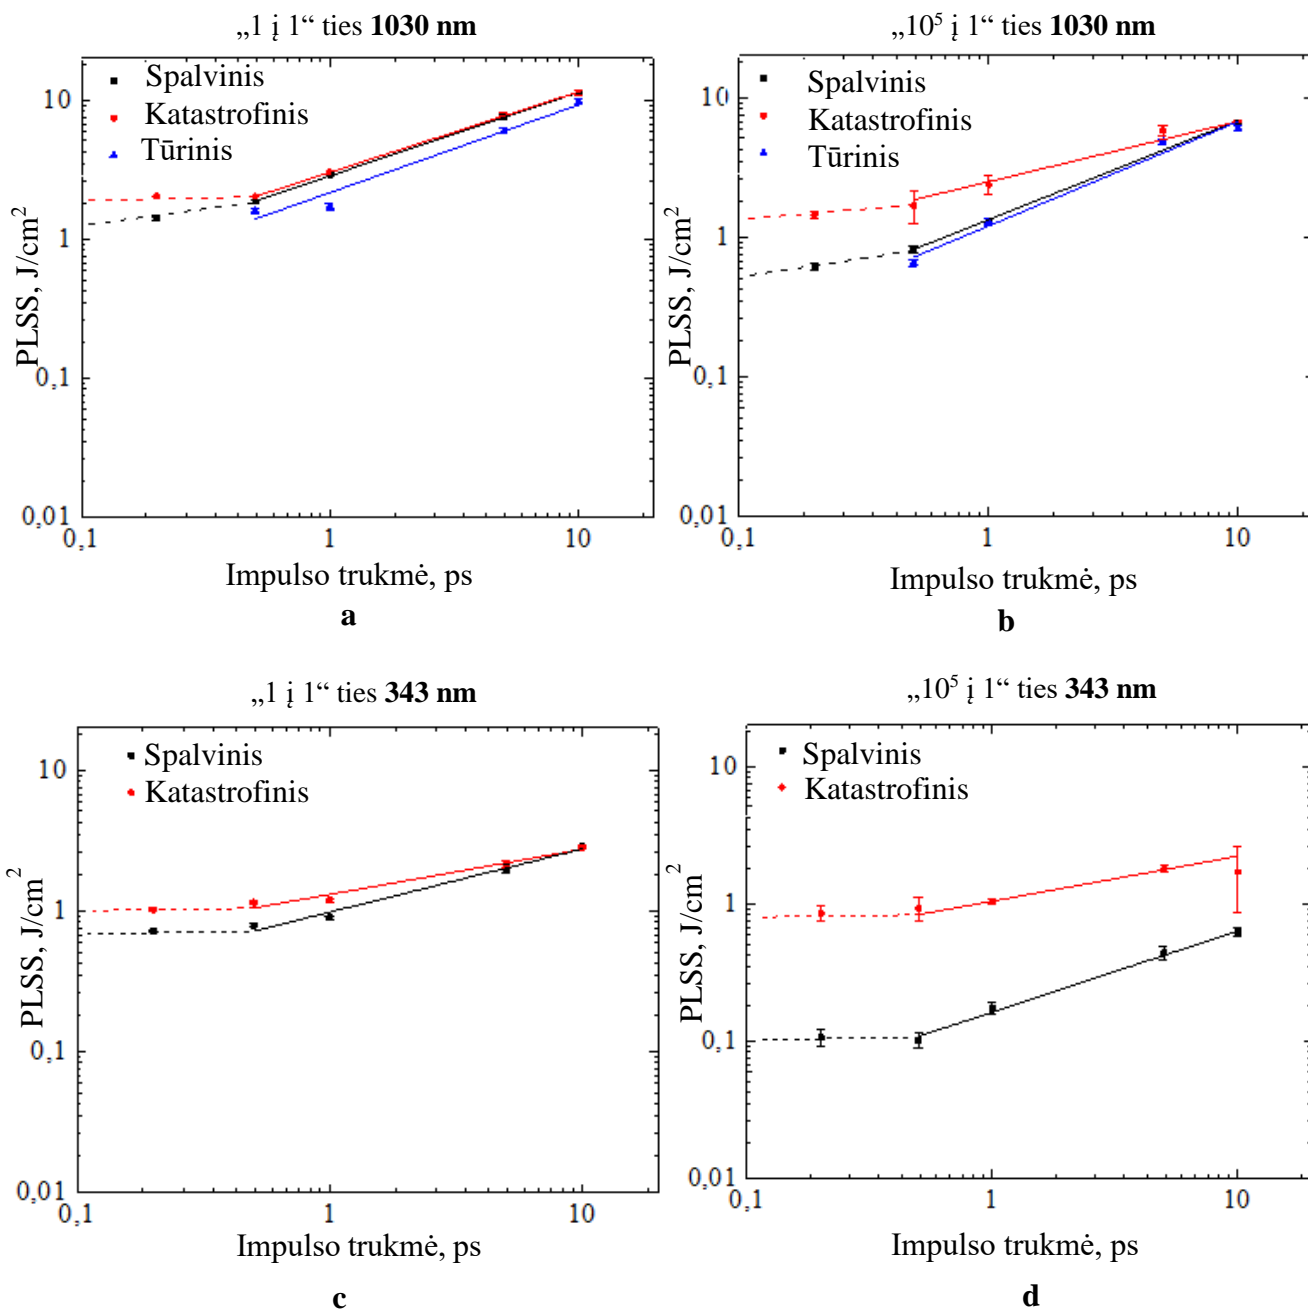 „1 į 1“ ties 1030 nm
Spalvinis
Katastrofinis
Tūrinis
PLSS, J/cm²
10
1
0,1
0,01
0,1
1
10
Impulso trukmė, ps
a
„10⁵ į 1“ ties 1030 nm
Spalvinis
Katastrofinis
Tūrinis
PLSS, J/cm²
10
1
0,1
0,01
0,1
1
10
Impulso trukmė, ps
b
„1 į 1“ ties 343 nm
Spalvinis
Katastrofinis
PLSS, J/cm²
10
1
0,1
0,01
0,1
1
10
Impulso trukmė, ps
c
„10⁵ į 1“ ties 343 nm
Spalvinis
Katastrofinis
PLSS, J/cm²
10
1
0,1
0,01
0,1
1
10
Impulso trukmė, ps
d